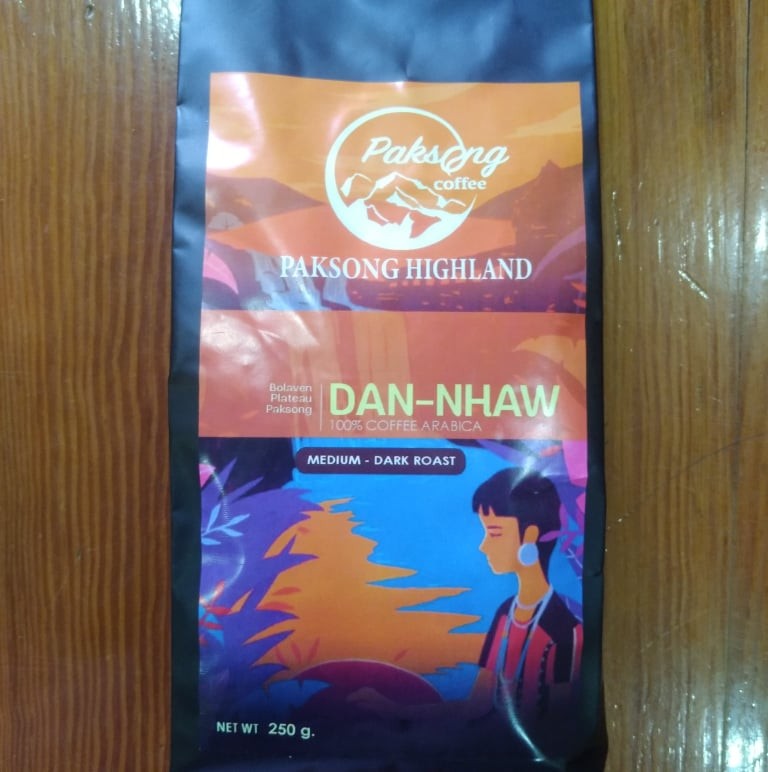 Paksong
coffee
PAKSONG HIGHLAND
Bolaven
Plateau
Paksong
DAN-NHAW
100% COFFEE ARABICA
MEDIUM - DARK ROAST
NET WT 250 g.